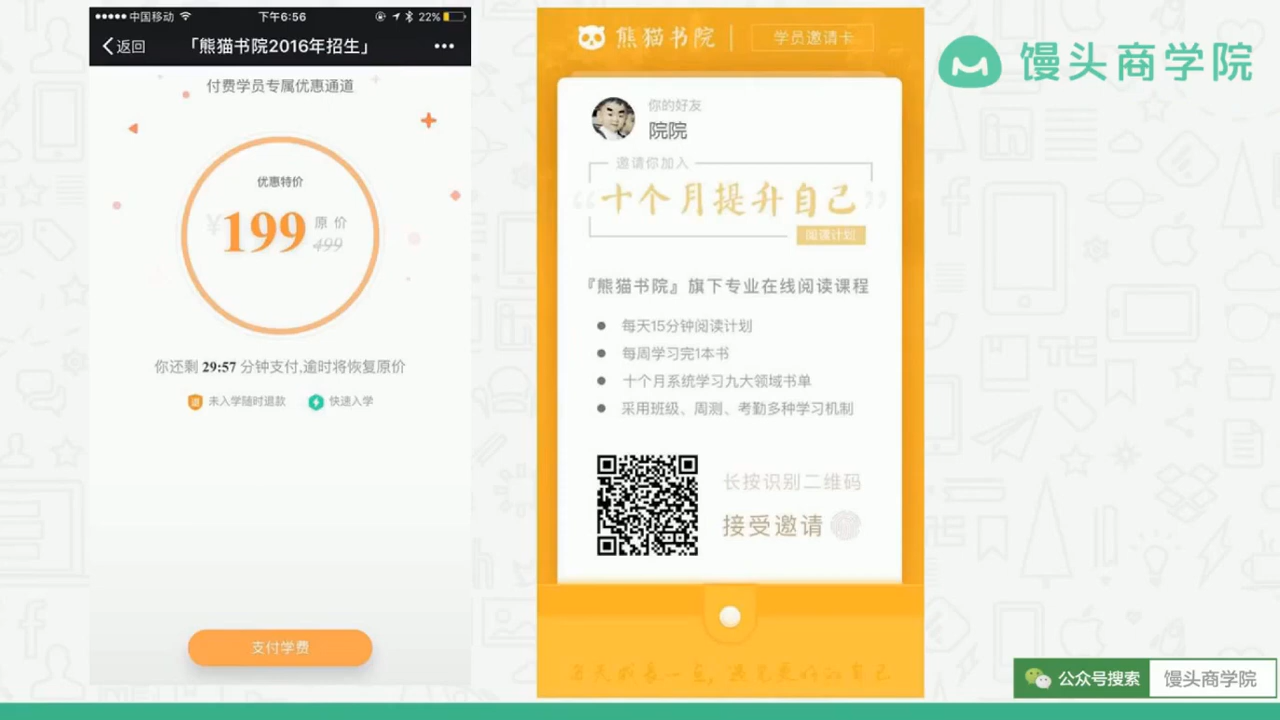 中国移动
下午6:56
22%
返回
「熊猫书院2016年招生」
付费学员专属优惠通道
优惠特价
¥
199
原 价
499
你还剩 29:57 分钟支付,逾时将恢复原价
未入学随时退款
快速入学
支付学费
熊猫书院
学员邀请卡
你的好友
院院
邀请你加入
“十个月提升自己”
阅读计划
『熊猫书院』旗下专业在线阅读课程
每天15分钟阅读计划
每周学习完1本书
十个月系统学习九大领域书单
采用班级、周测、考勤多种学习机制
长按识别二维码
接受邀请
馒头商学院
公众号搜索
馒头商学院